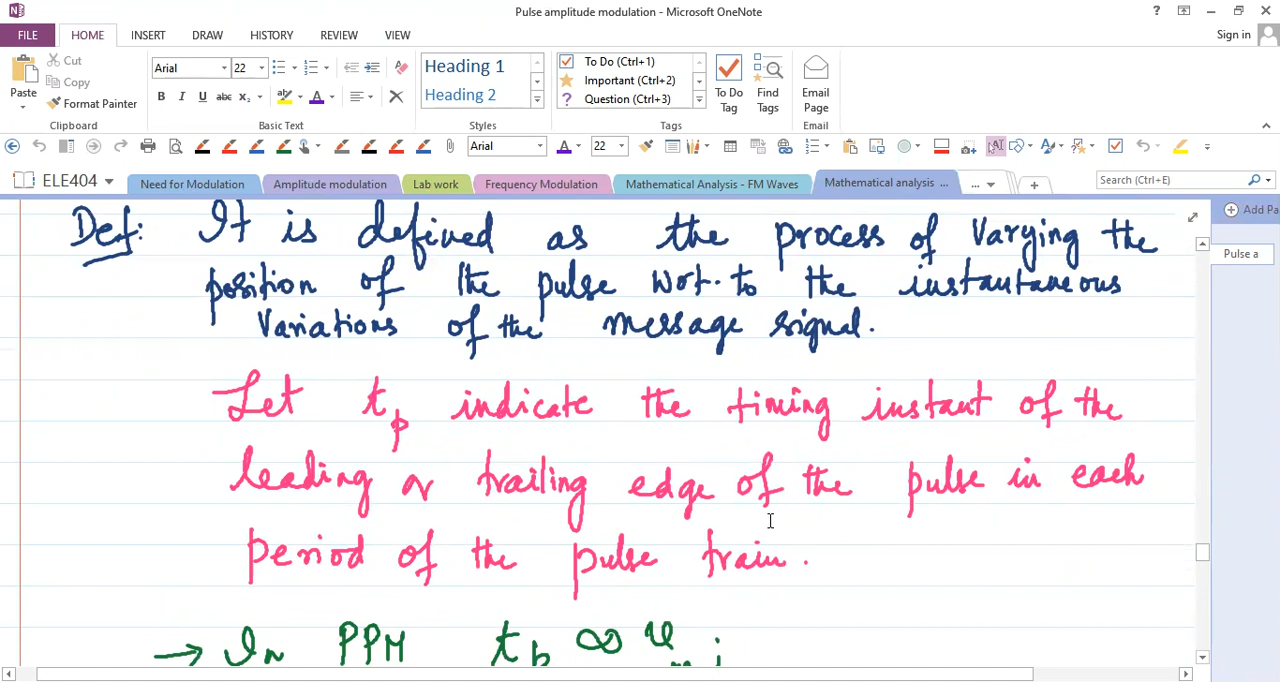 Pulse amplitude modulation - Microsoft OneNote
Sign in
FILE HOME INSERT DRAW HISTORY REVIEW VIEW
Paste
Cut
Copy
Format Painter
Clipboard
Arial 22
B I U abc X₂ A
Basic Text
Heading 1
Heading 2
Styles
To Do (Ctrl+1)
Important (Ctrl+2)
Question (Ctrl+3)
Tags
To Do Tag
Find Tags
Email Page
Email
Arial A 22
ELE404
Need for Modulation
Amplitude modulation
Lab work
Frequency Modulation
Mathematical Analysis - FM Waves
Mathematical analysis ...
...
Search (Ctrl+E)
Add Pa
Pulse a
Def: It is defined as the process of varying the
position of the pulse wrt. to the instantaneous
variations of the message signal.
Let tp indicate the timing instant of the
leading or trailing edge of the pulse in each
period of the pulse train.
→ In PPM tp ∝